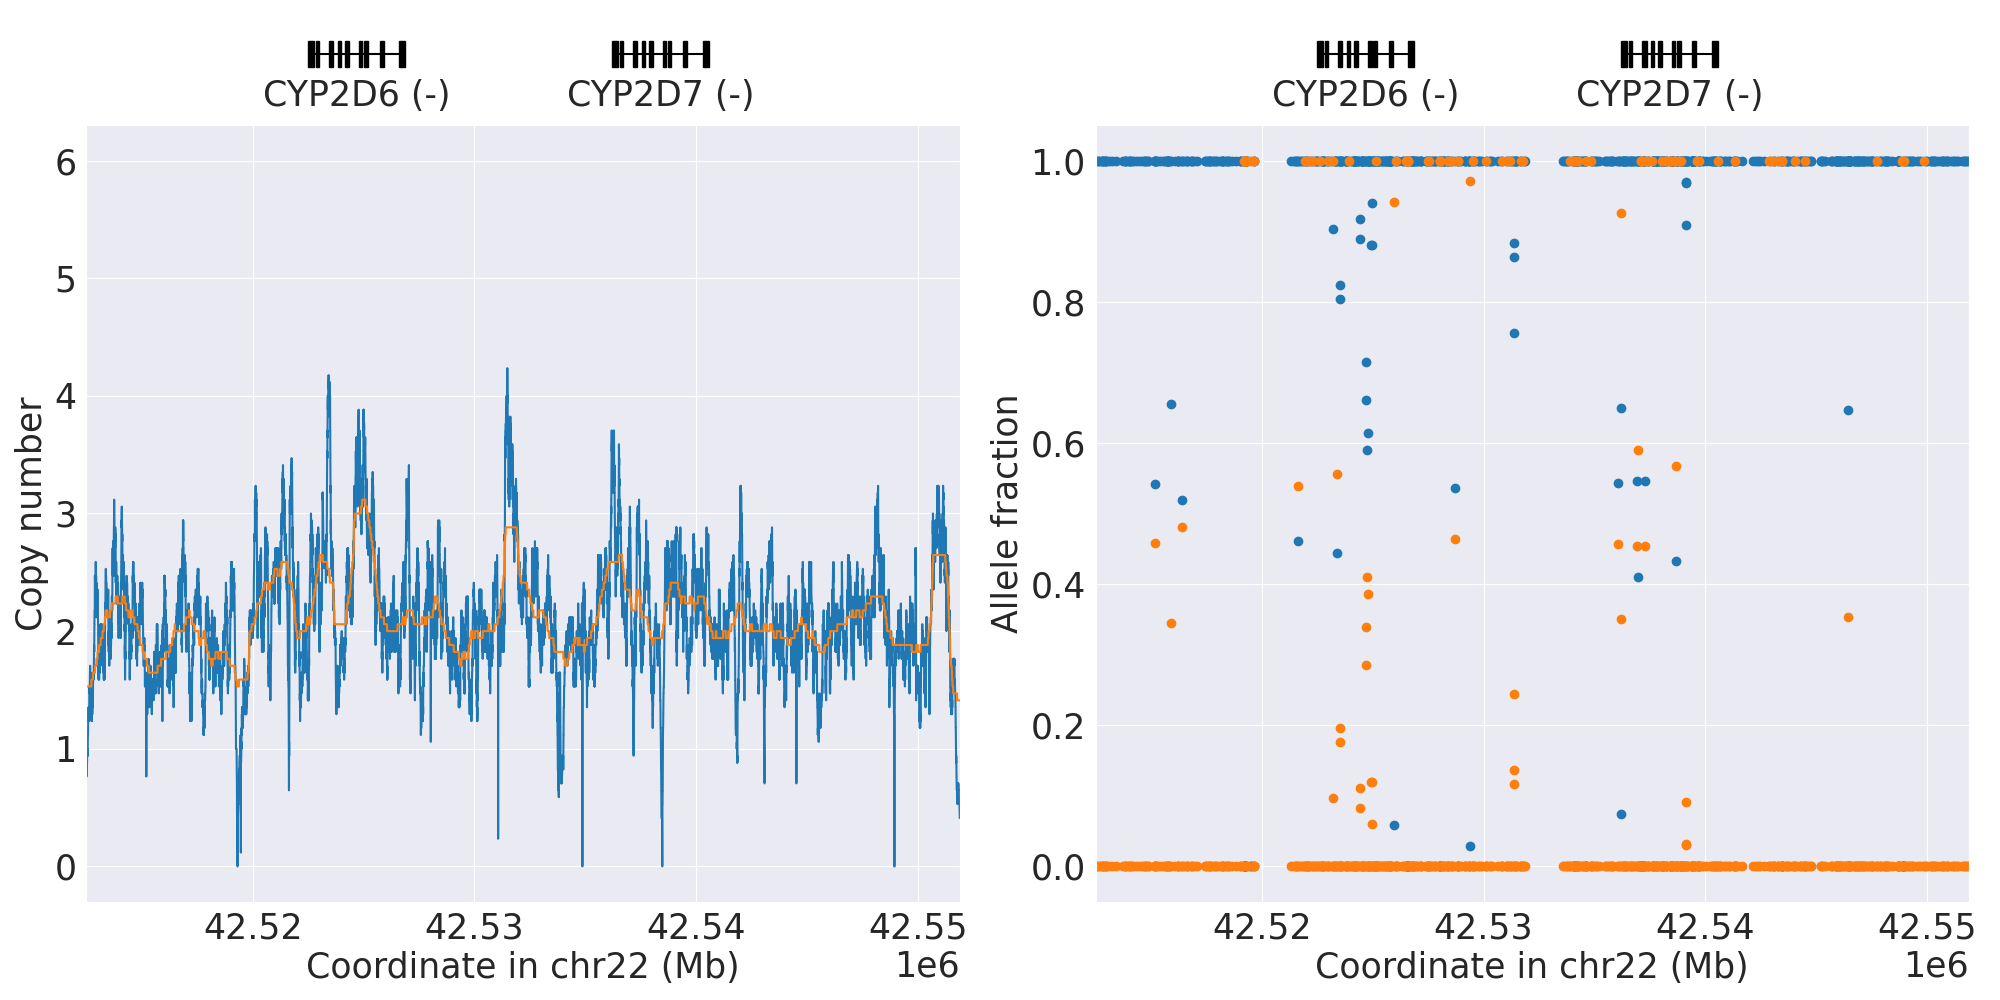 CYP2D6 (-) CYP2D7 (-)
6
5
4
3
2
1
0
Copy number
42.52 42.53 42.54 42.55
Coordinate in chr22 (Mb) 1e6
CYP2D6 (-) CYP2D7 (-)
1.0
0.8
0.6
0.4
0.2
0.0
Allele fraction
42.52 42.53 42.54 42.55
Coordinate in chr22 (Mb) 1e6